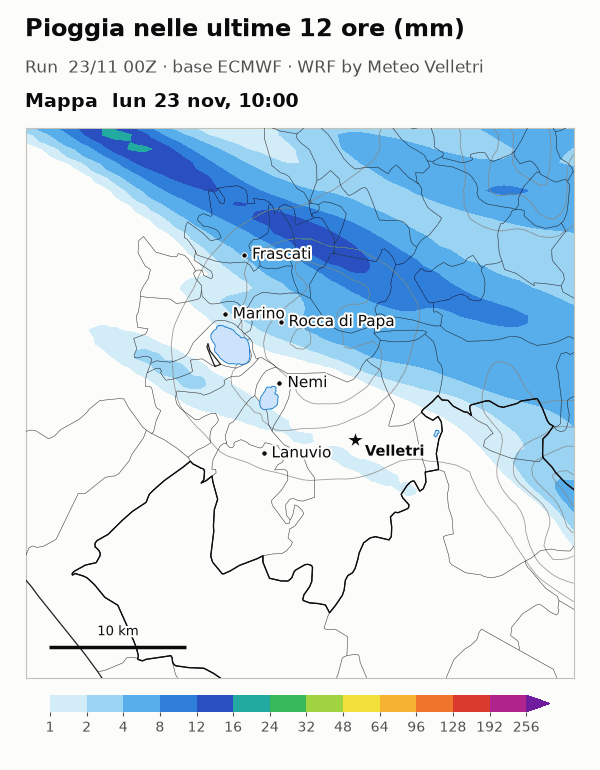 Pioggia nelle ultime 12 ore (mm)
Run  23/11 00Z · base ECMWF · WRF by Meteo Velletri
Mappa  lun 23 nov, 10:00
Frascati
Marino
Rocca di Papa
Nemi
Velletri
Lanuvio
10 km
1 2 4 8 12 16 24 32 48 64 96 128 192 256